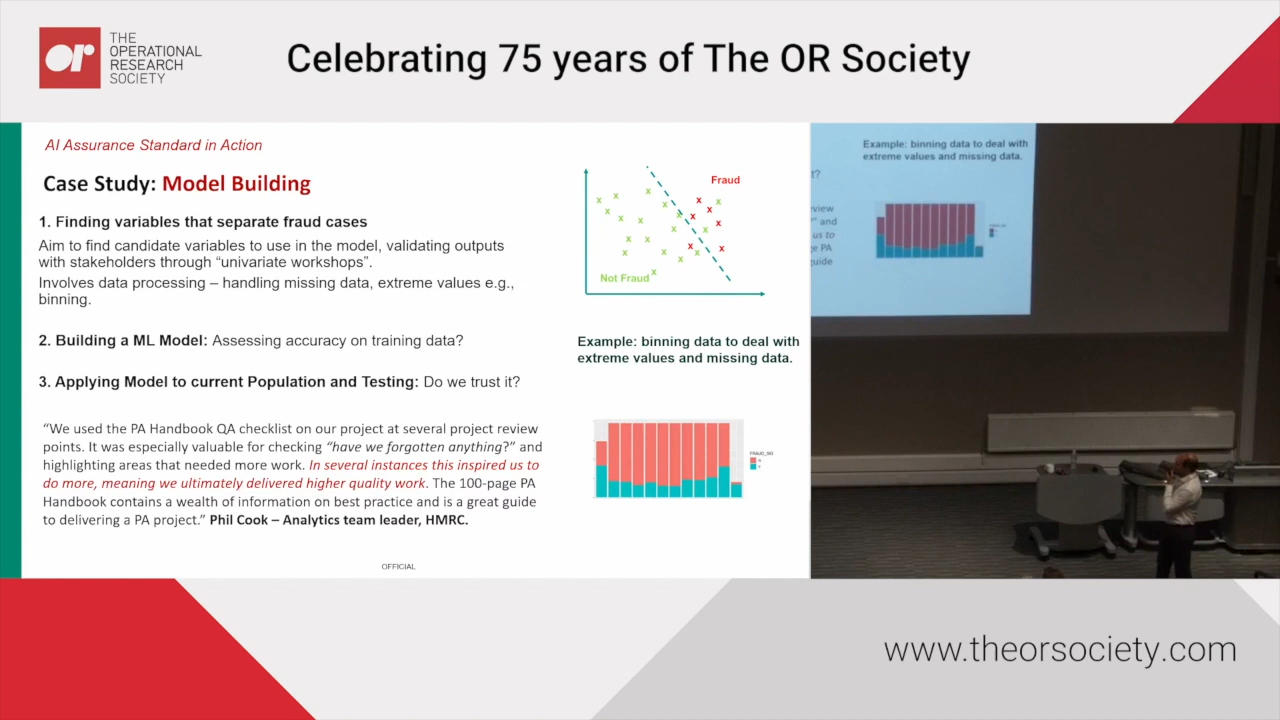 or
THE
OPERATIONAL
RESEARCH
SOCIETY
Celebrating 75 years of The OR Society
AI Assurance Standard in Action
Case Study: Model Building
1. Finding variables that separate fraud cases
Aim to find candidate variables to use in the model, validating outputs
with stakeholders through “univariate workshops”.
Involves data processing – handling missing data, extreme values e.g.,
binning.
2. Building a ML Model: Assessing accuracy on training data?
3. Applying Model to current Population and Testing: Do we trust it?
“We used the PA Handbook QA checklist on our project at several project review
points. It was especially valuable for checking “have we forgotten anything?” and
highlighting areas that needed more work. In several instances this inspired us to
do more, meaning we ultimately delivered higher quality work. The 100-page PA
Handbook contains a wealth of information on best practice and is a great guide
to delivering a PA project.” Phil Cook – Analytics team leader, HMRC.
OFFICIAL
Fraud
Not Fraud
Example: binning data to deal with
extreme values and missing data.
Example: binning data to deal with
extreme values and missing data.
t?
view
” and
us to
e PA
guide
www.theorsociety.com